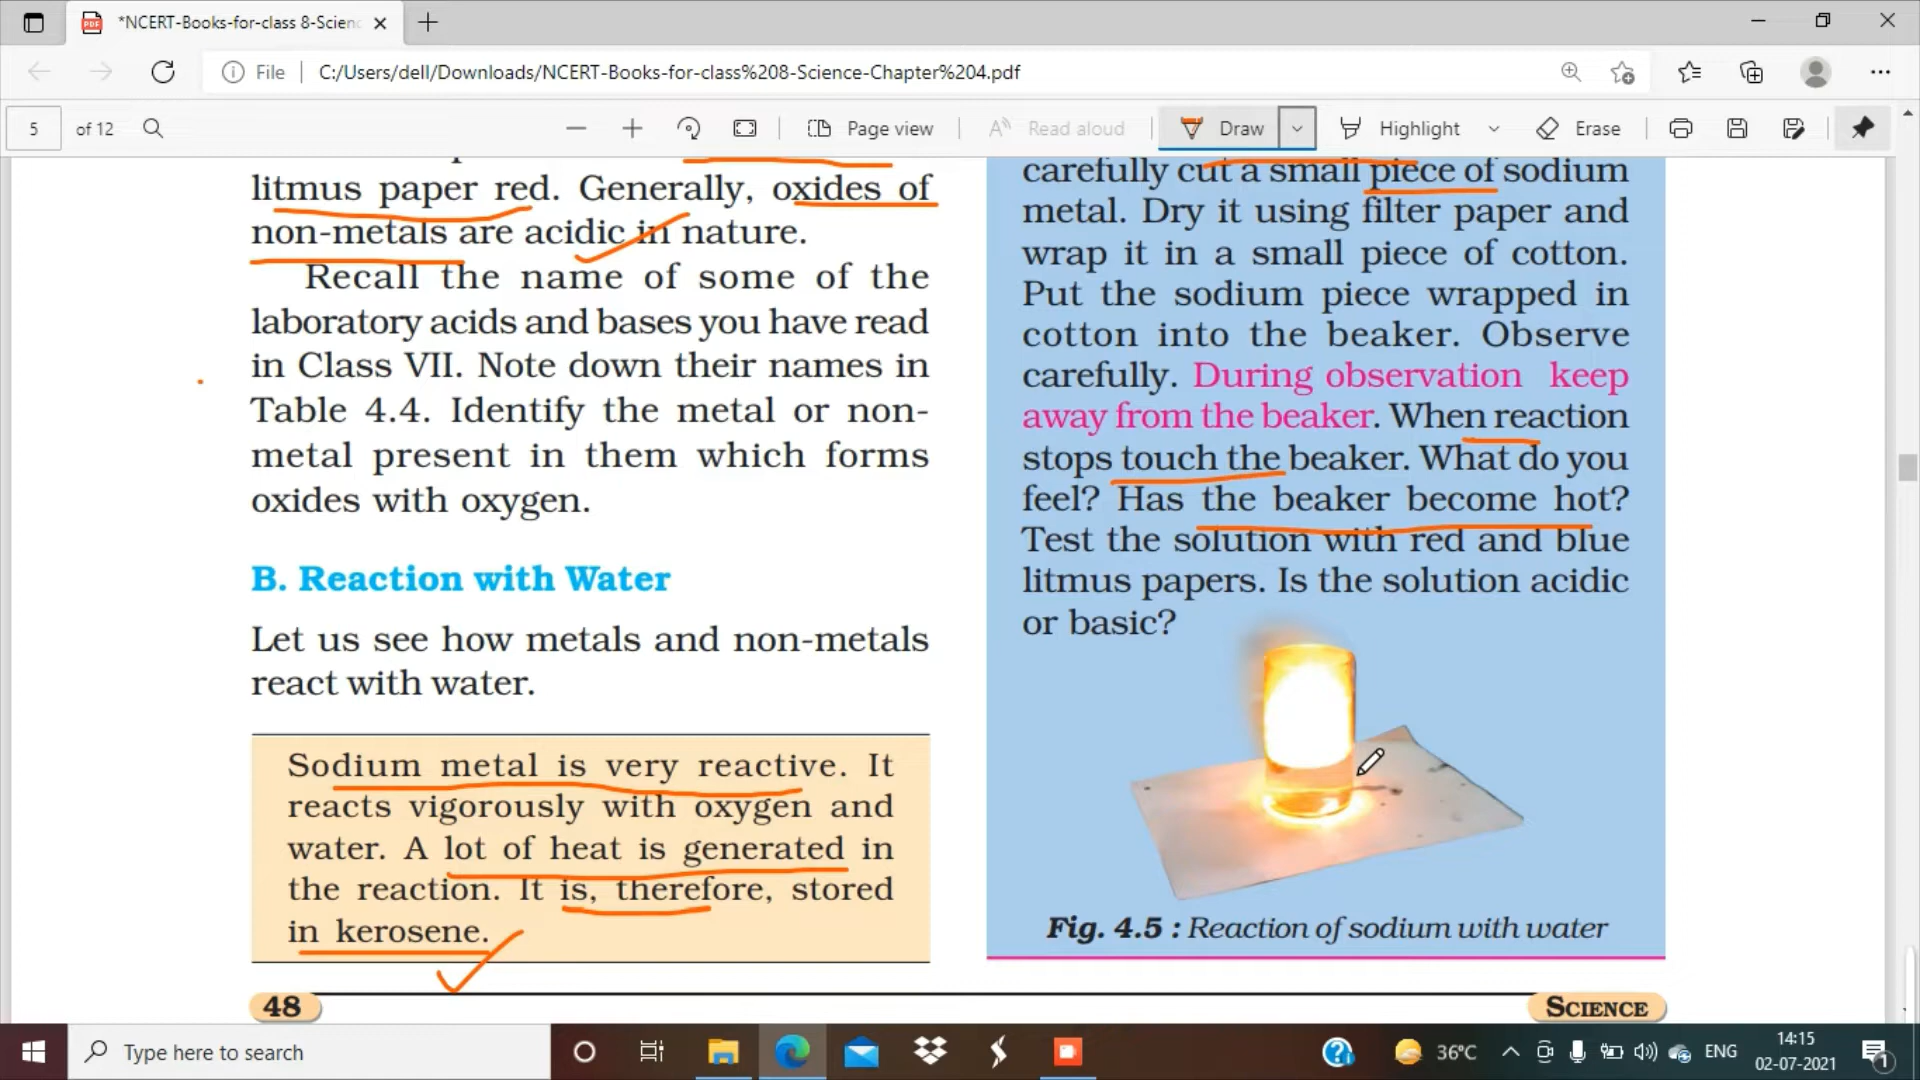 *NCERT-Books-for-class 8-Scien
File
C:/Users/dell/Downloads/NCERT-Books-for-class%208-Science-Chapter%204.pdf
5 of 12
Page view
Read aloud
Draw
Highlight
Erase
litmus paper red. Generally, oxides of
non-metals are acidic in nature.
Recall the name of some of the
laboratory acids and bases you have read
in Class VII. Note down their names in
Table 4.4. Identify the metal or non-
metal present in them which forms
oxides with oxygen.
B. Reaction with Water
Let us see how metals and non-metals
react with water.
Sodium metal is very reactive. It
reacts vigorously with oxygen and
water. A lot of heat is generated in
the reaction. It is, therefore, stored
in kerosene.
carefully cut a small piece of sodium
metal. Dry it using filter paper and
wrap it in a small piece of cotton.
Put the sodium piece wrapped in
cotton into the beaker. Observe
carefully. During observation keep
away from the beaker. When reaction
stops touch the beaker. What do you
feel? Has the beaker become hot?
Test the solution with red and blue
litmus papers. Is the solution acidic
or basic?
Fig. 4.5 : Reaction of sodium with water
48
SCIENCE
Type here to search
36°C
ENG
14:15
02-07-2021
1